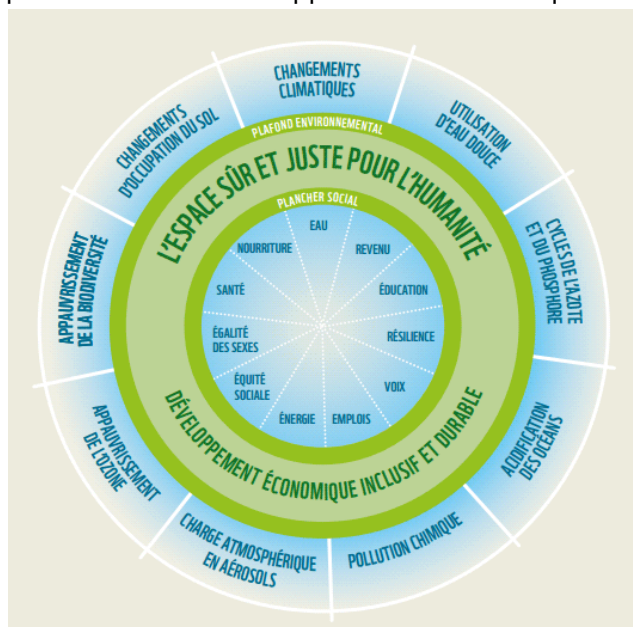 CHANGEMENTS
CLIMATIQUES
UTILISATION
D'EAU DOUCE
CYCLES DE L'AZOTE
ET DU PHOSPHORE
ACIDIFICATION
DES OCÉANS
POLLUTION CHIMIQUE
CHARGE ATMOSPHÉRIQUE
EN AÉROSOLS
APPAUVRISSEMENT
DE L'OZONE
APPAUVRISSEMENT
DE LA BIODIVERSITÉ
CHANGEMENTS
D'OCCUPATION DU SOL
PLAFOND ENVIRONNEMENTAL
L'ESPACE SÛR ET JUSTE POUR L'HUMANITÉ
PLANCHER SOCIAL
EAU
REVENU
ÉDUCATION
RÉSILIENCE
VOIX
EMPLOIS
ÉNERGIE
ÉQUITÉ
SOCIALE
ÉGALITÉ
DES SEXES
SANTÉ
NOURRITURE
DÉVELOPPEMENT ÉCONOMIQUE INCLUSIF ET DURABLE